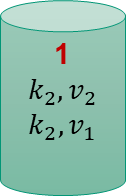 1
k₂, v₂
k₂, v₁